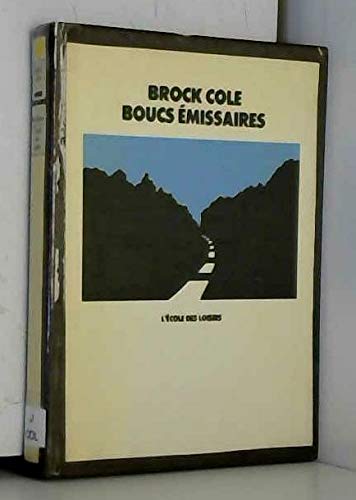 BROCK COLE
BOUCS ÉMISSAIRES
L'ÉCOLE DES LOISIRS